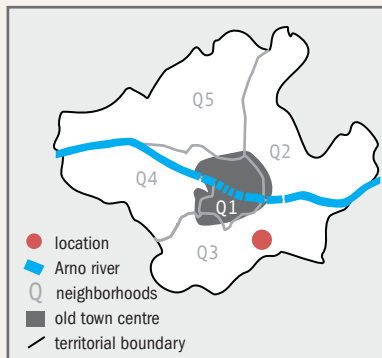 Q5
Q2
Q4
Q1
Q3
location
Arno river
Q neighborhoods
old town centre
territorial boundary